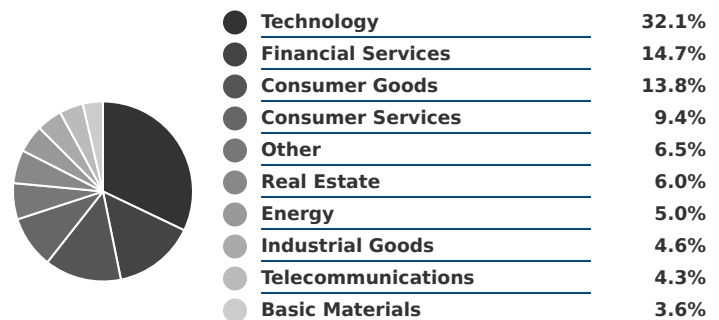 Technology 32.1%
Financial Services 14.7%
Consumer Goods 13.8%
Consumer Services 9.4%
Other 6.5%
Real Estate 6.0%
Energy 5.0%
Industrial Goods 4.6%
Telecommunications 4.3%
Basic Materials 3.6%